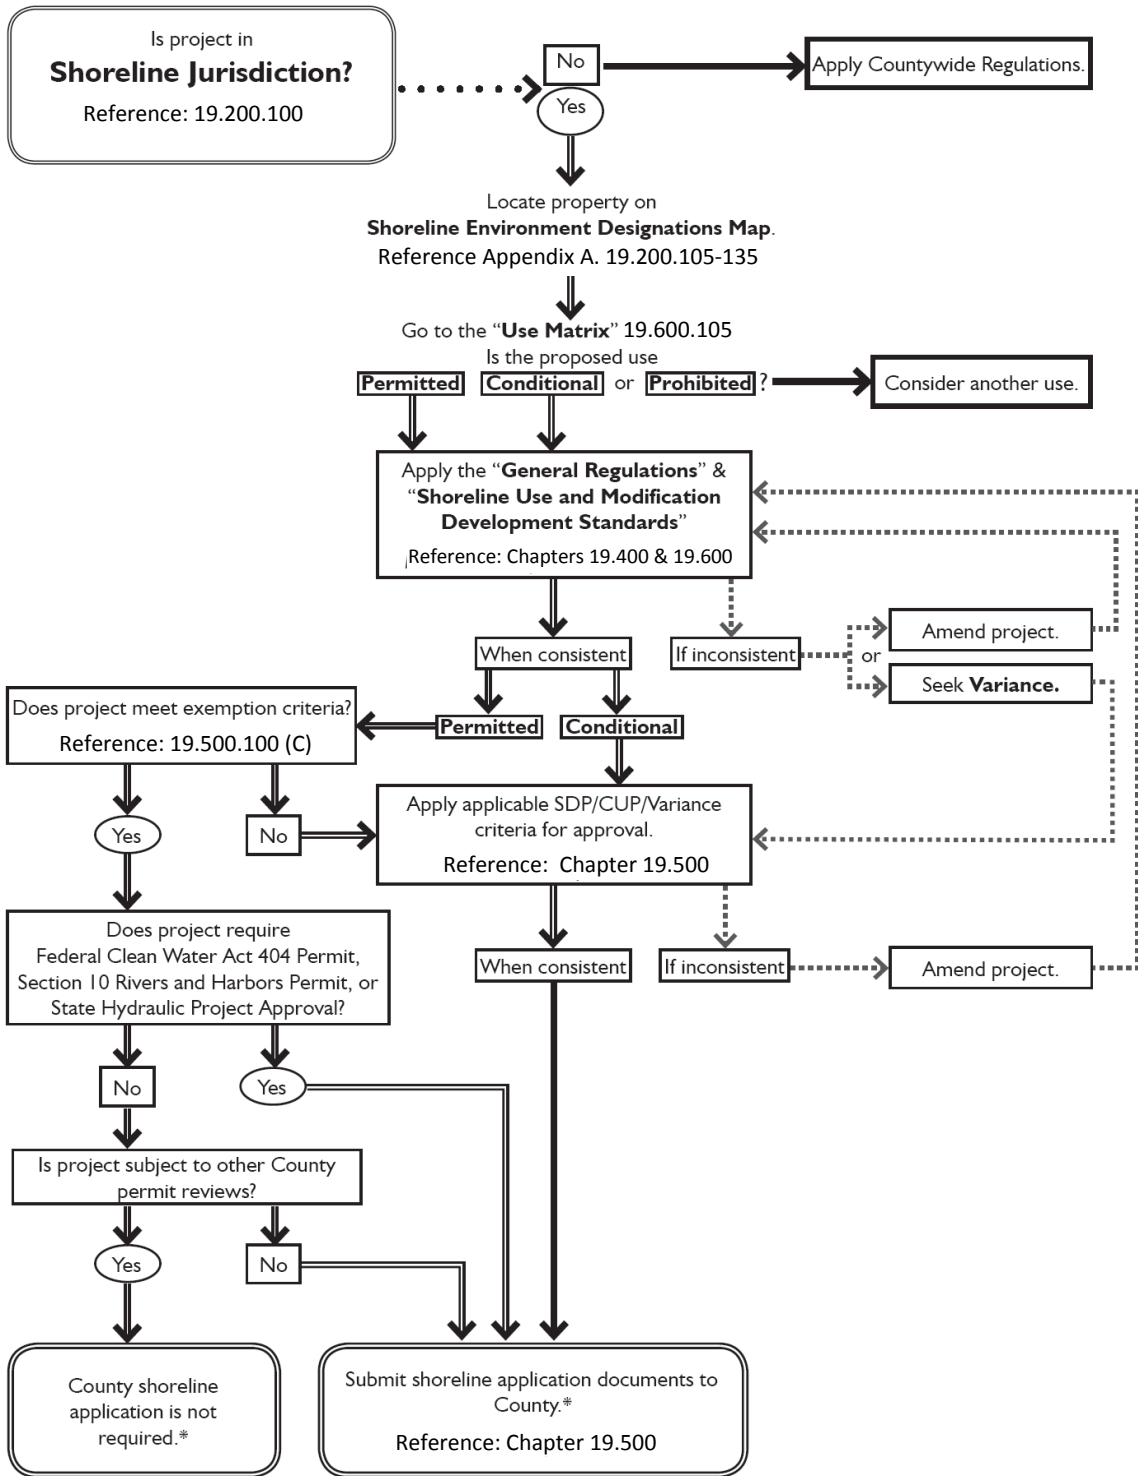 Is project in
Shoreline Jurisdiction?
Reference: 19.200.100
No
Yes
Apply Countywide Regulations.
Locate property on
Shoreline Environment Designations Map.
Reference Appendix A. 19.200.105-135
Go to the “Use Matrix” 19.600.105
Is the proposed use
Permitted Conditional or Prohibited ?
Consider another use.
Apply the “General Regulations” &
“Shoreline Use and Modification
Development Standards”
Reference: Chapters 19.400 & 19.600
When consistent
If inconsistent
Amend project.
or
Seek Variance.
Permitted
Conditional
Does project meet exemption criteria?
Reference: 19.500.100 (C)
Yes
No
Apply applicable SDP/CUP/Variance
criteria for approval.
Reference: Chapter 19.500
When consistent
If inconsistent
Amend project.
Does project require
Federal Clean Water Act 404 Permit,
Section 10 Rivers and Harbors Permit, or
State Hydraulic Project Approval?
No
Yes
Is project subject to other County
permit reviews?
Yes
No
County shoreline
application is not
required.*
Submit shoreline application documents to
County.*
Reference: Chapter 19.500